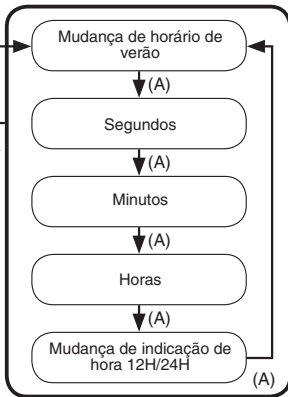 Mudança de horário de
verão
(A)
Segundos
(A)
Minutos
(A)
Horas
(A)
Mudança de indicação de
hora 12H/24H
(A)